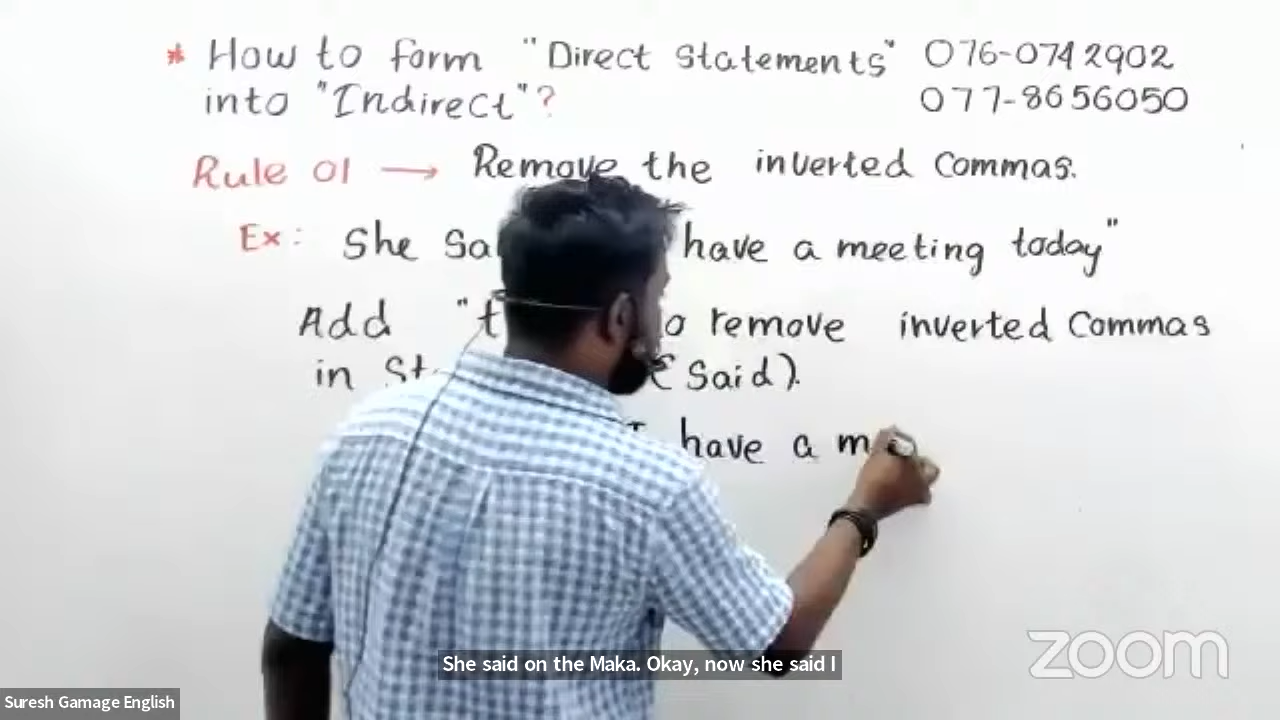 * How to form "Direct Statements" 076-0742902
into "Indirect"? 077-8656050
Rule 01 → Remove the inverted Commas.
Ex: She have a meeting today"
Add remove inverted Commas
in Said).
I have a m
She said on the Maka. Okay, now she said I
zoom
Suresh Gamage English